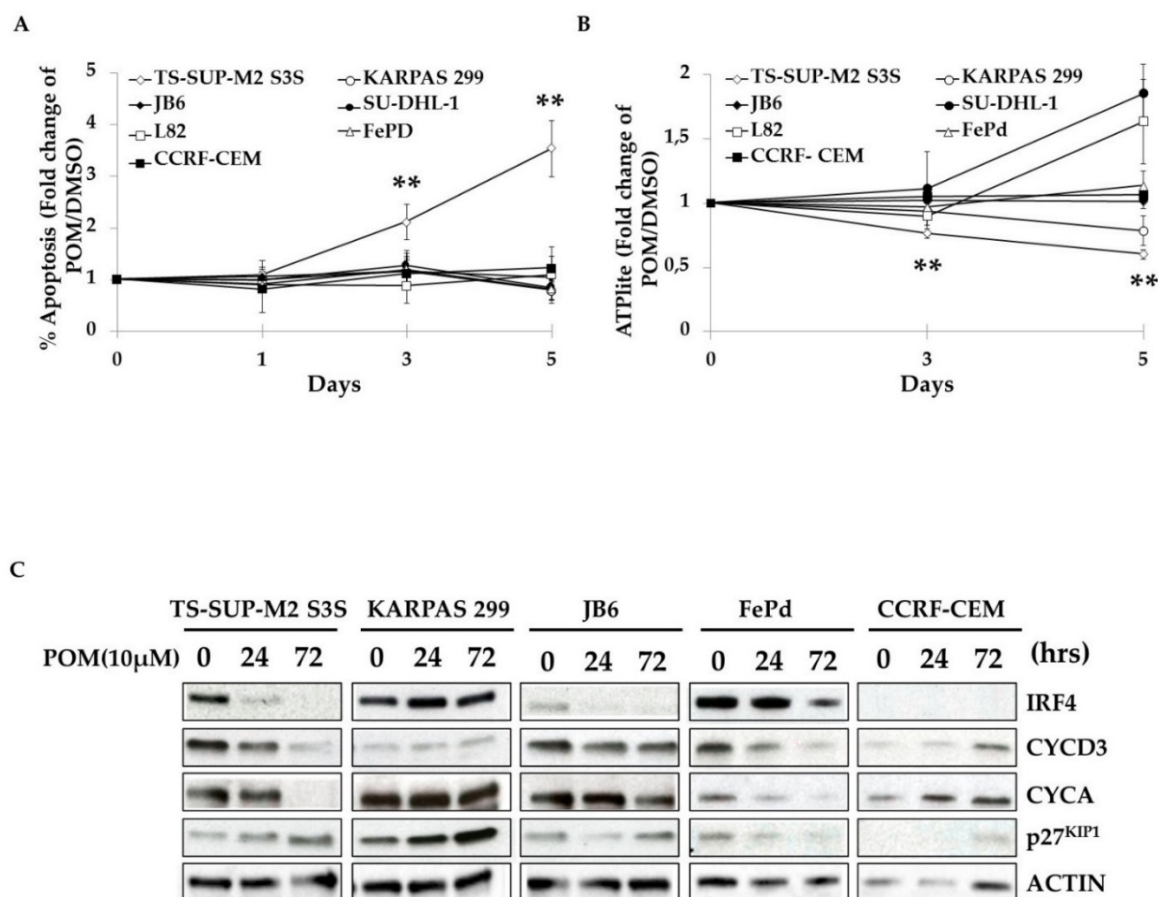 A
% Apoptosis (Fold change of
POM/DMSO)
5
4
3
2
1
0
TS-SUP-M2 S3S
KARPAS 299
JB6
SU-DHL-1
L82
FePD
CCRF-CEM
**
**
0
1
3
5
Days
B
ATPlite (Fold change of
POM/DMSO)
2
1,5
1
0,5
0
TS-SUP-M2 S3S
KARPAS 299
JB6
SU-DHL-1
L82
FePd
CCRF- CEM
**
**
0
3
5
Days
C
TS-SUP-M2 S3S KARPAS 299 JB6 FePd CCRF-CEM
POM(10μM) 0 24 72 0 24 72 0 24 72 0 24 72 0 24 72 (hrs)
IRF4
CYCD3
CYCA
p27KIP1
ACTIN